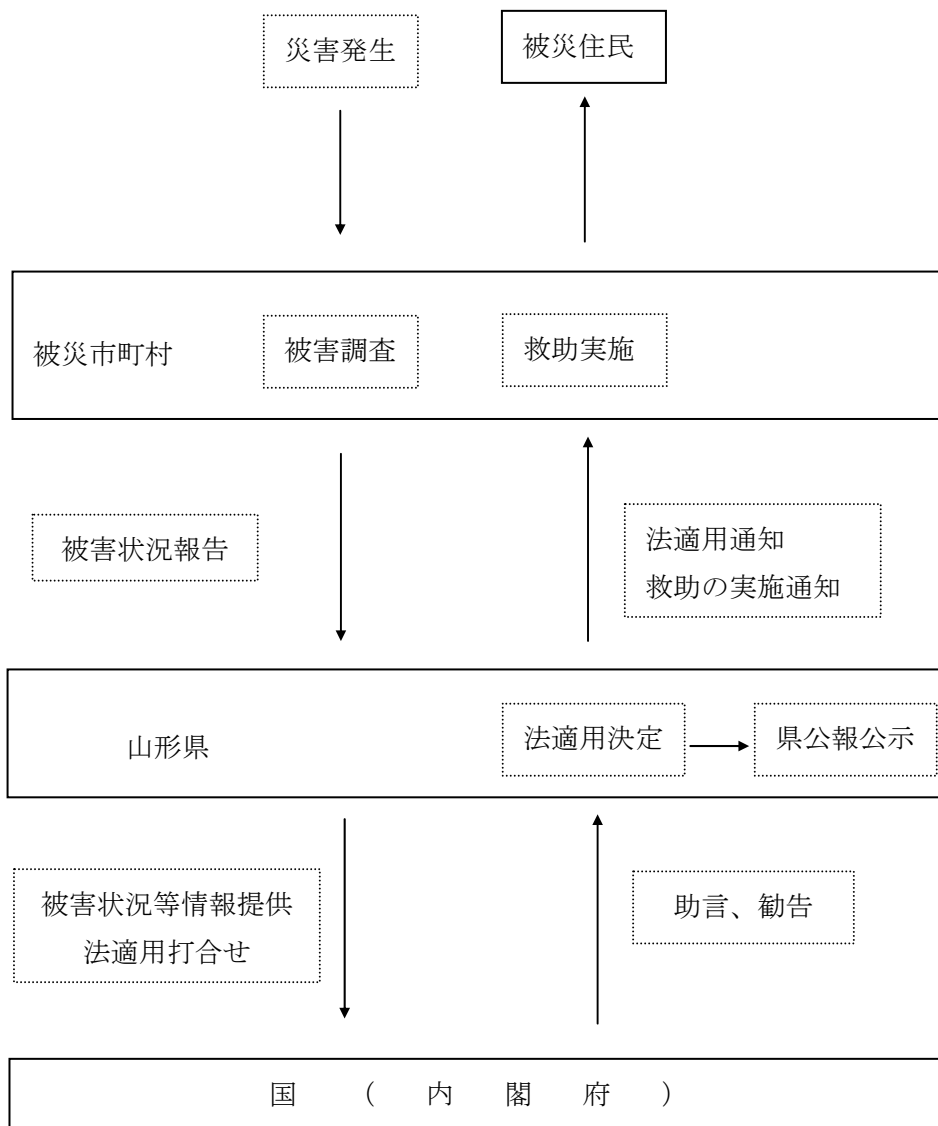 災害発生
被災住民
被災市町村
被害調査
救助実施
被害状況報告
法適用通知
救助の実施通知
山形県
法適用決定
県公報公示
被害状況等情報提供
法適用打合せ
助言、勧告
国(内閣府)